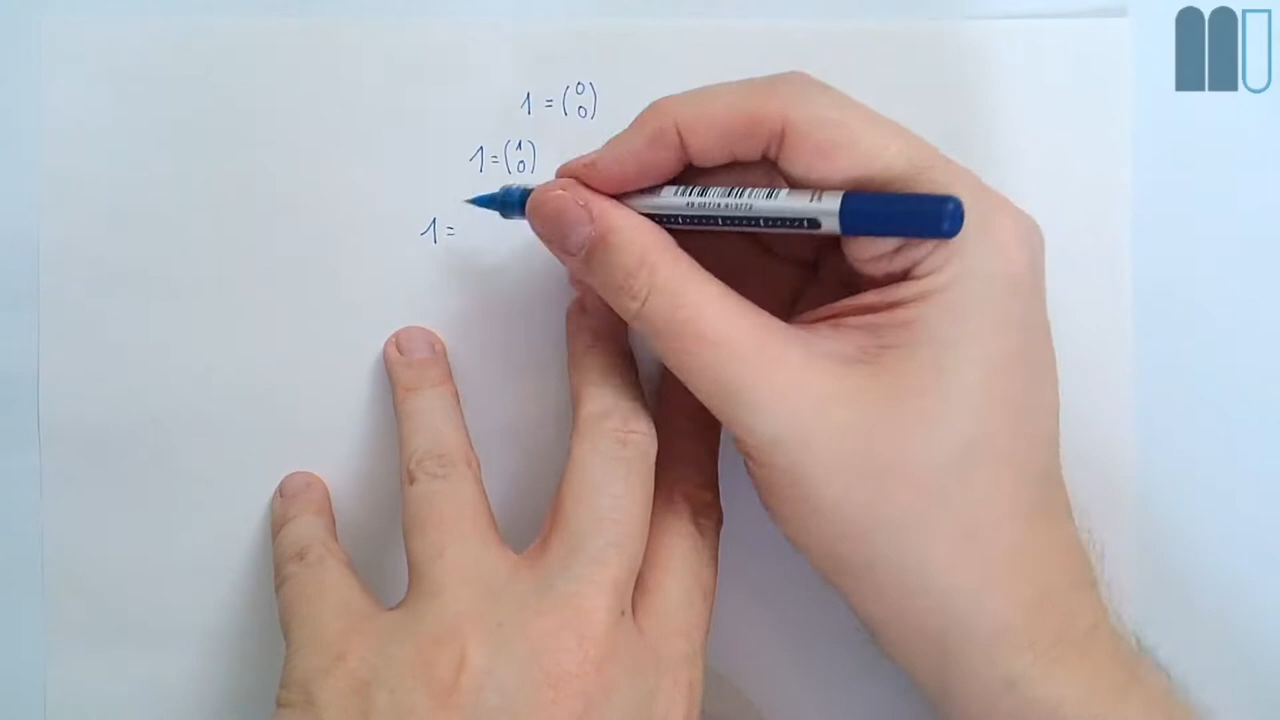 1 = (0 0)
1 = (1 0)
1 =